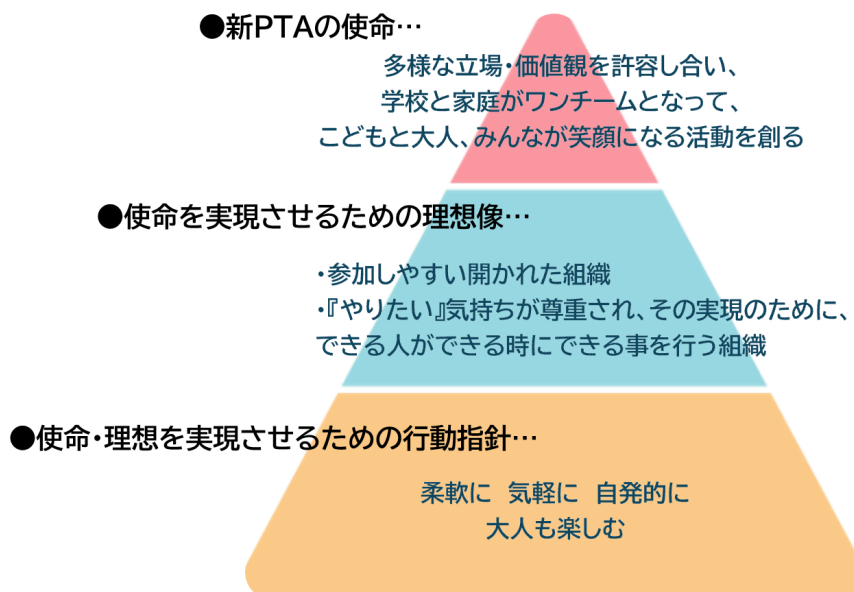 ●新PTAの使命…
多様な立場・価値観を許容し合い、
学校と家庭がワンチームとなって、
こどもと大人、みんなが笑顔になる活動を創る
●使命を実現させるための理想像…
・参加しやすい開かれた組織
・『やりたい』気持ちが尊重され、その実現のために、
できる人ができる時にできる事を行う組織
●使命・理想を実現させるための行動指針…
柔軟に　気軽に　自発的に
大人も楽しむ